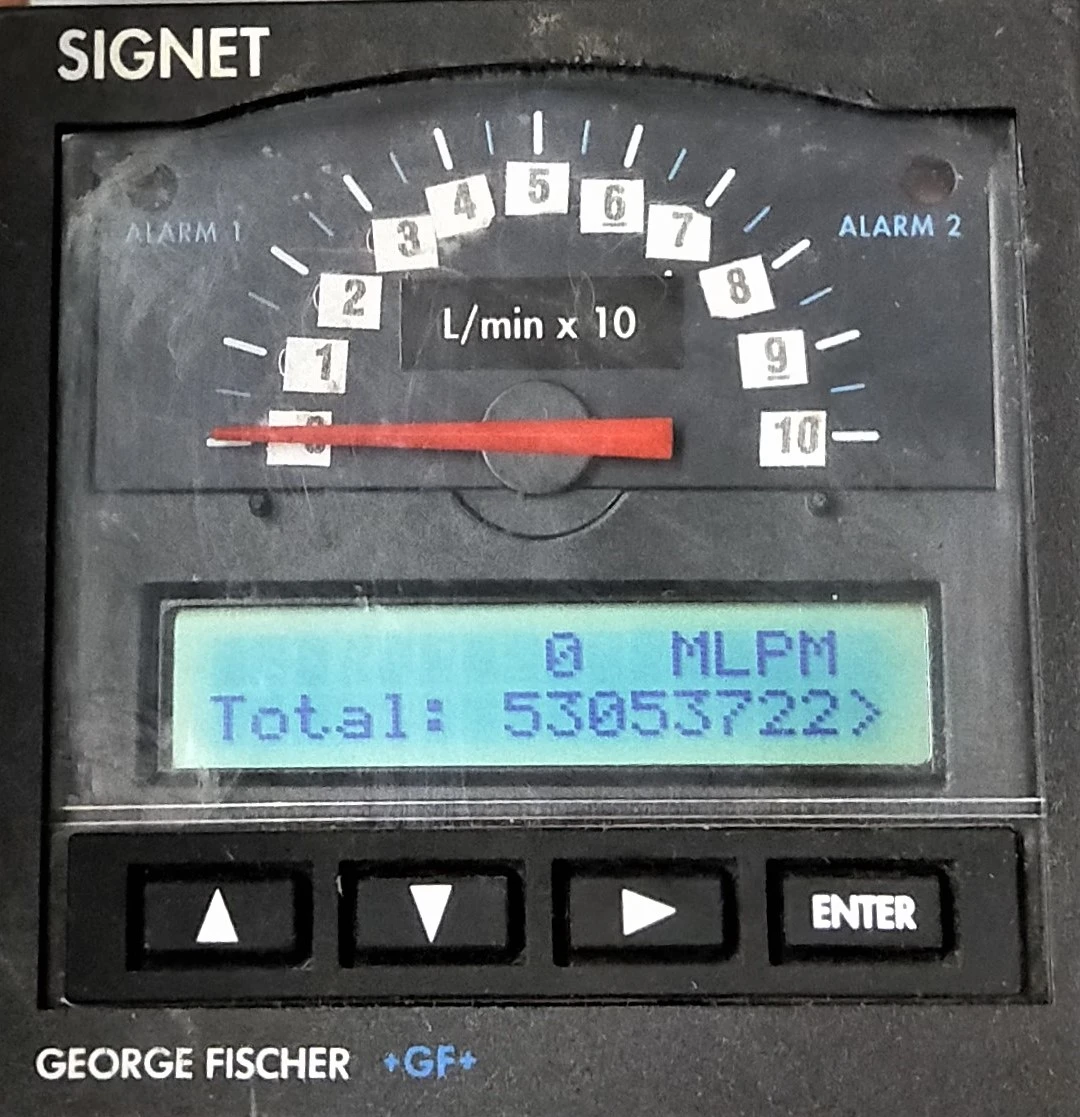 SIGNET
ALARM 1
ALARM 2
0 1 2 3 4 5 6 7 8 9 10
L/min x 10
0 MLPM
Total: 53053722>
ENTER
GEORGE FISCHER +GF+